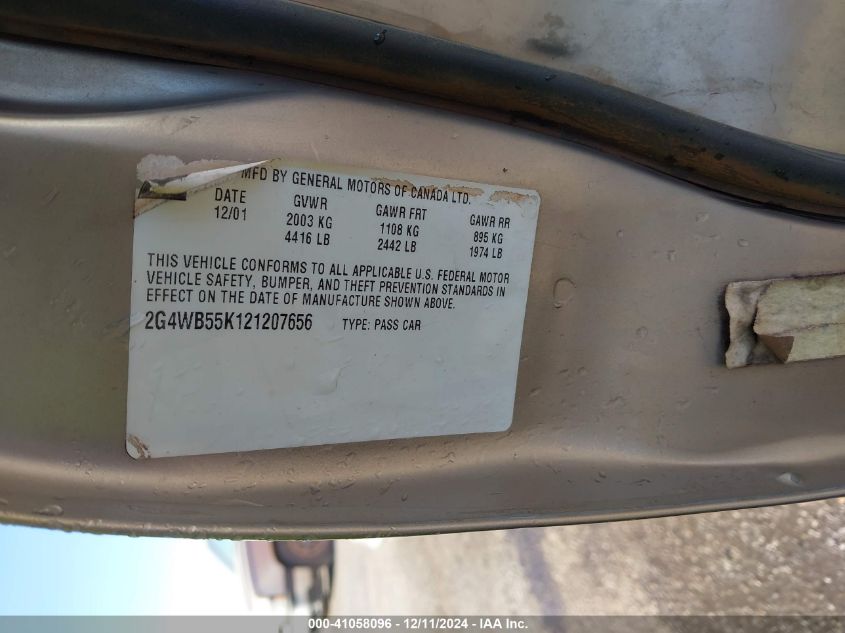 MFD BY GENERAL MOTORS OF CANADA LTD.
DATE GVWR GAWR FRT GAWR RR
12/01 2003 KG 1108 KG 895 KG
4416 LB 2442 LB 1974 LB
THIS VEHICLE CONFORMS TO ALL APPLICABLE U.S. FEDERAL MOTOR
VEHICLE SAFETY, BUMPER, AND THEFT PREVENTION STANDARDS IN
EFFECT ON THE DATE OF MANUFACTURE SHOWN ABOVE.
2G4WB55K121207656 TYPE: PASS CAR
000-41058096 - 12/11/2024 - IAA Inc.